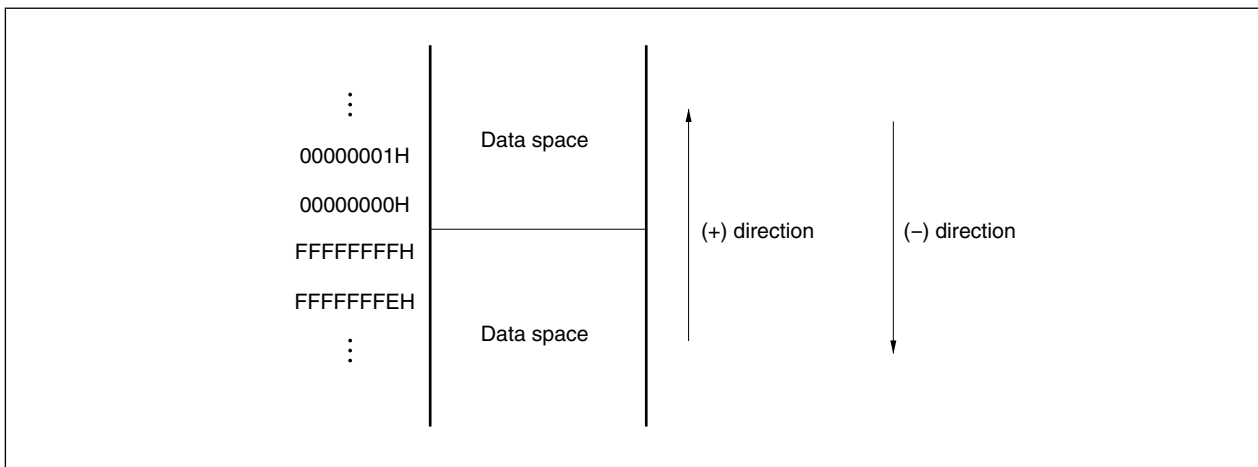 ⋮
00000001H
00000000H
FFFFFFFFH
FFFFFFFEH
⋮
Data space
Data space
(+) direction
(−) direction